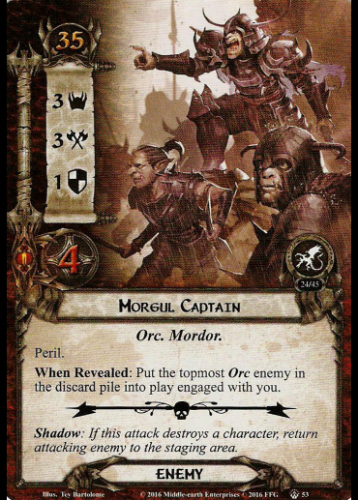 35
3
3
1
4
24/45
Morgul Captain
Orc. Mordor.
Peril.
When Revealed: Put the topmost Orc enemy in
the discard pile into play engaged with you.
Shadow: If this attack destroys a character, return
attacking enemy to the staging area.
ENEMY
Illus. Tey Bartolome © 2016 Middle-earth Enterprises © 2016 FFG 53